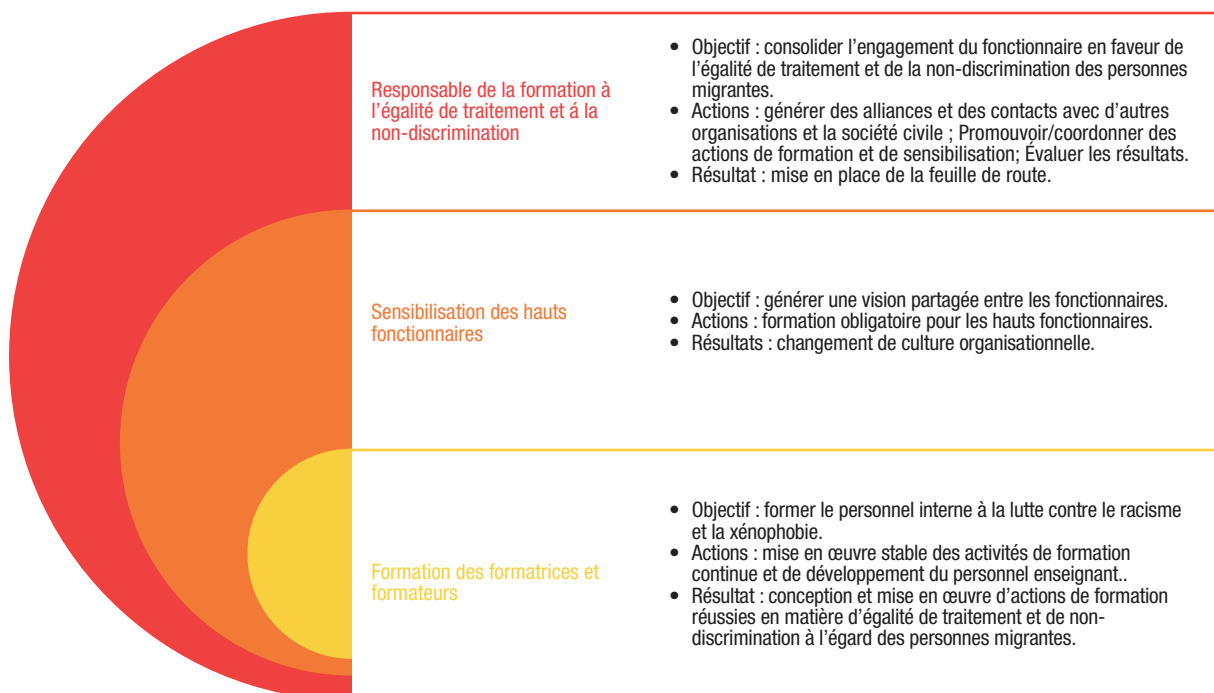 Responsable de la formation à
l'égalité de traitement et á la
non-discrimination
• Objectif : consolider l'engagement du fonctionnaire en faveur de
l'égalité de traitement et de la non-discrimination des personnes
migrantes.
• Actions : générer des alliances et des contacts avec d'autres
organisations et la société civile ; Promouvoir/coordonner des
actions de formation et de sensibilisation; Évaluer les résultats.
• Résultat : mise en place de la feuille de route.
Sensibilisation des hauts
fonctionnaires
• Objectif : générer une vision partagée entre les fonctionnaires.
• Actions : formation obligatoire pour les hauts fonctionnaires.
• Résultats : changement de culture organisationnelle.
Formation des formatrices et
formateurs
• Objectif : former le personnel interne à la lutte contre le racisme
et la xénophobie.
• Actions : mise en œuvre stable des activités de formation
continue et de développement du personnel enseignant..
• Résultat : conception et mise en œuvre d'actions de formation
réussies en matière d'égalité de traitement et de non-
discrimination à l'égard des personnes migrantes.